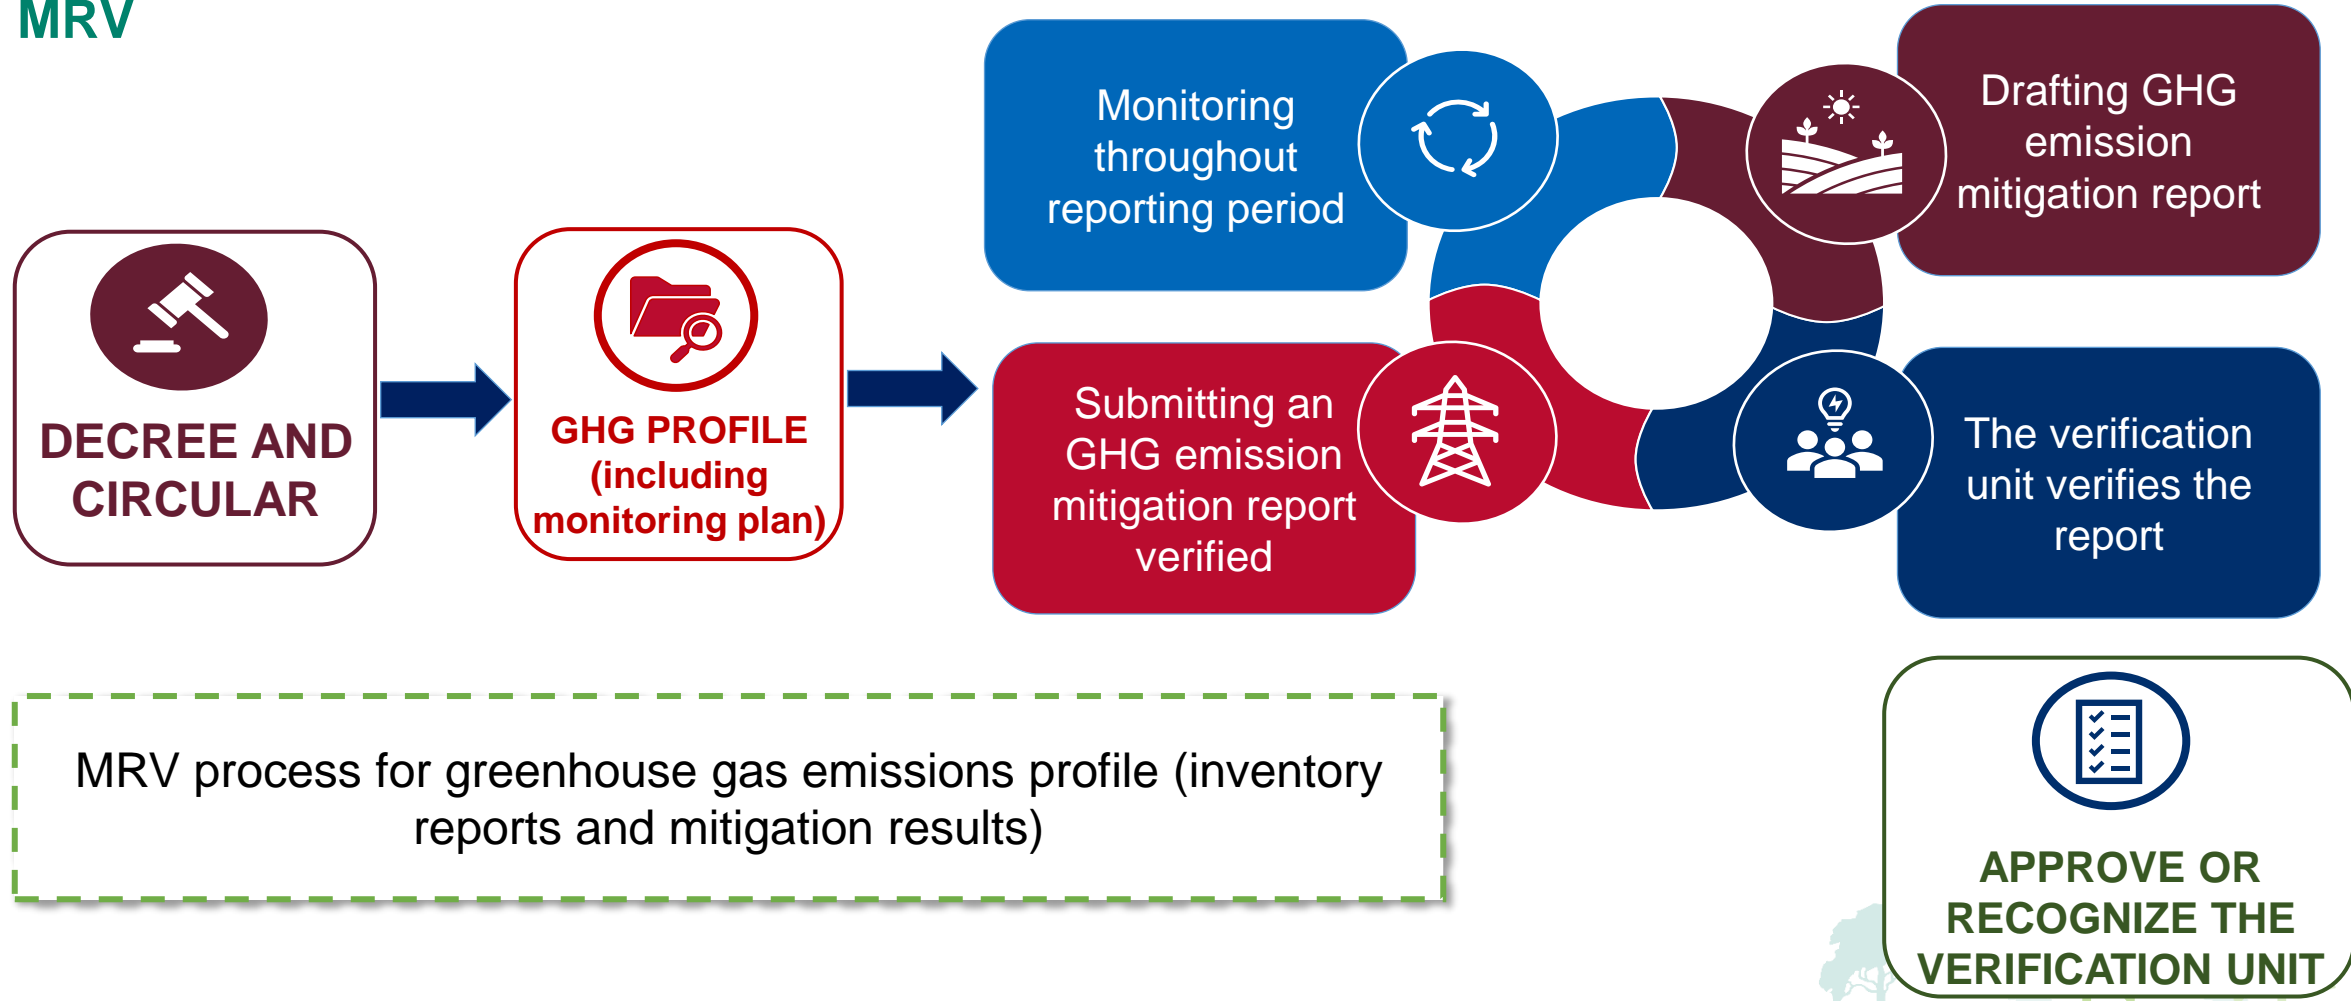 MRV
DECREE AND
CIRCULAR
GHG PROFILE
(including
monitoring plan)
Monitoring
throughout
reporting period
Drafting GHG
emission
mitigation report
Submitting an
GHG emission
mitigation report
verified
The verification
unit verifies the
report
MRV process for greenhouse gas emissions profile (inventory
reports and mitigation results)
APPROVE OR
RECOGNIZE THE
VERIFICATION UNIT